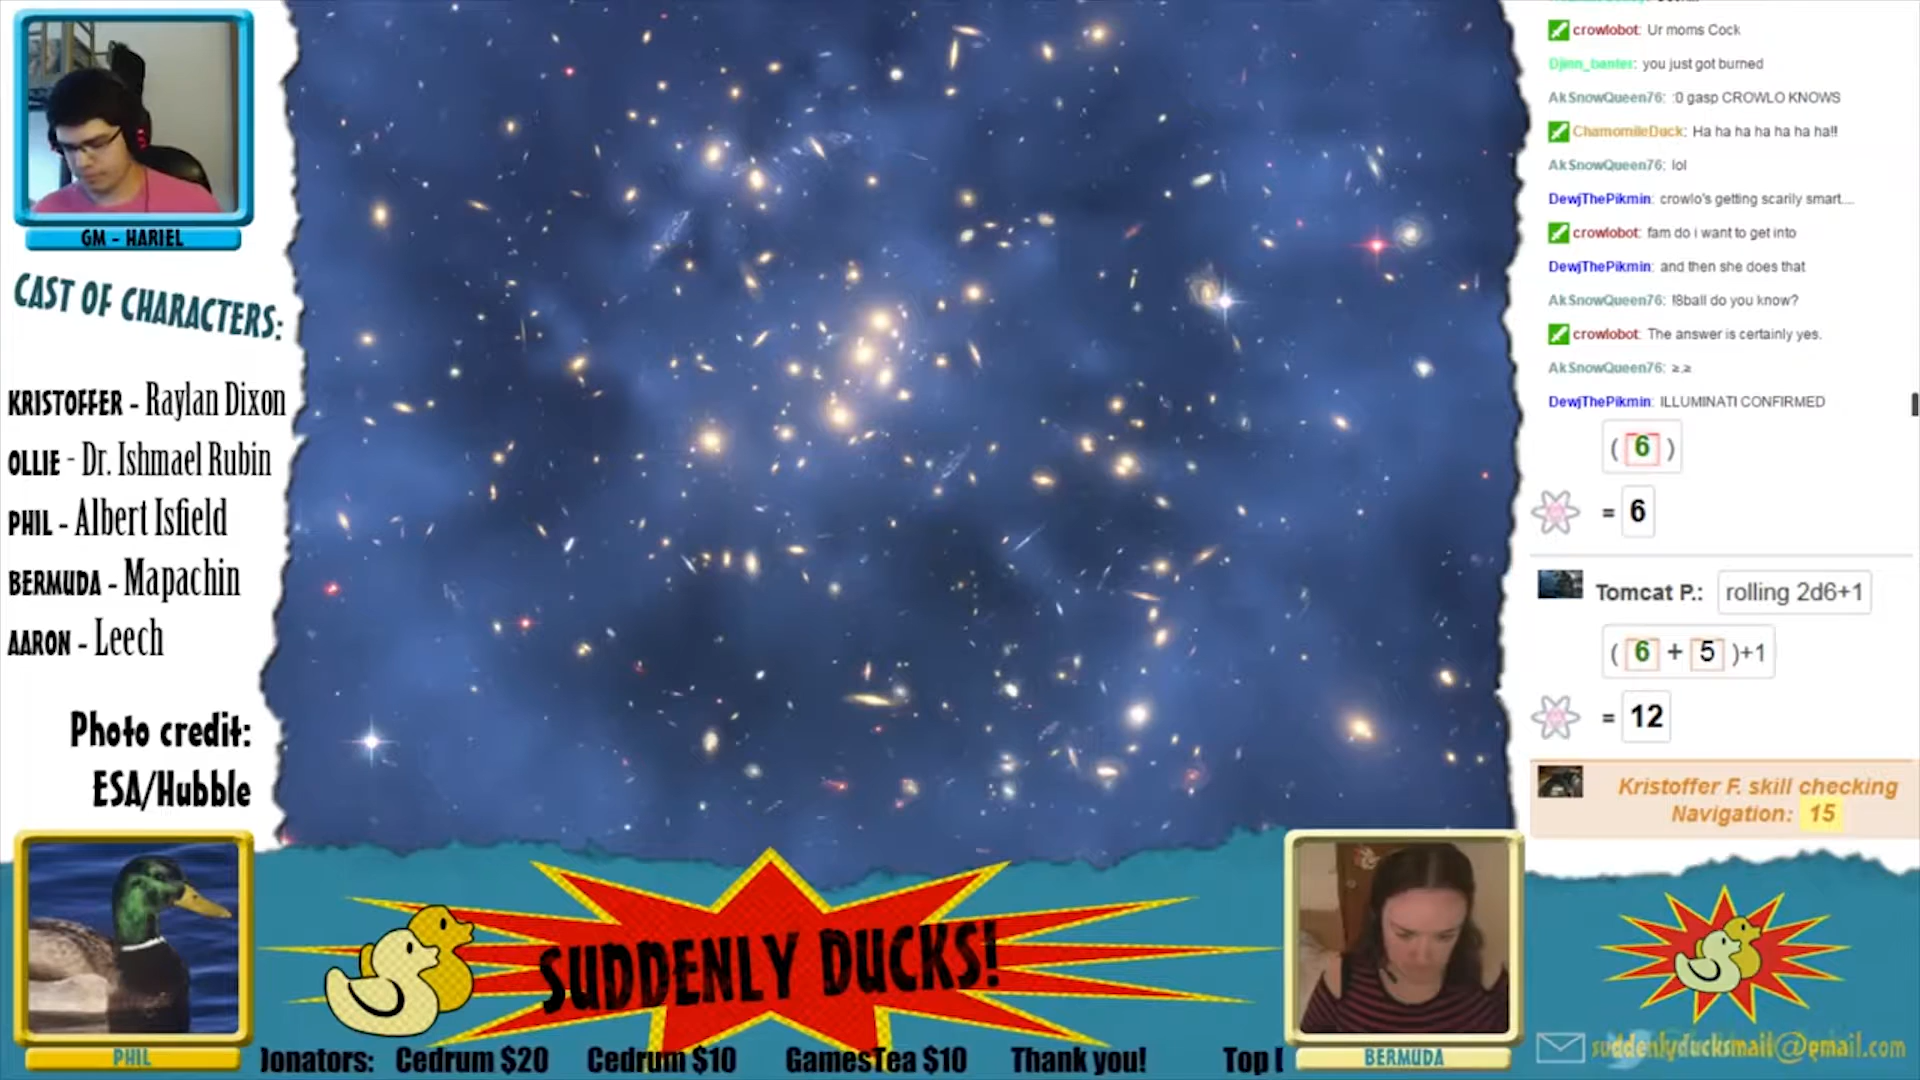 GM - HARIEL
CAST OF CHARACTERS:
KRISTOFFER - Raylan Dixon
OLLIE - Dr. Ishmael Rubin
PHIL - Albert Isfield
BERMUDA - Mapachin
AARON - Leech
Photo credit:
ESA/Hubble
PHIL
SUDDENLY DUCKS!
Donators: Cedrum $20 Cedrum $10 GamesTea $10 Thank you! Top
BERMUDA
crowlobot: Ur moms Cock
Djinn_banter: you just got burned
AkSnowQueen76: :0 gasp CROWLO KNOWS
ChamomileDuck: Ha ha ha ha ha ha ha!!
AkSnowQueen76: lol
DewjThePikmin: crowlo's getting scarily smart....
crowlobot: fam do i want to get into
DewjThePikmin: and then she does that
AkSnowQueen76: !8ball do you know?
crowlobot: The answer is certainly yes.
AkSnowQueen76: ≥.≥
DewjThePikmin: ILLUMINATI CONFIRMED
( 6 )
= 6
Tomcat P.: rolling 2d6+1
( 6 + 5 )+1
= 12
Kristoffer F. skill checking
Navigation: 15
suddenlyducksmail@gmail.com